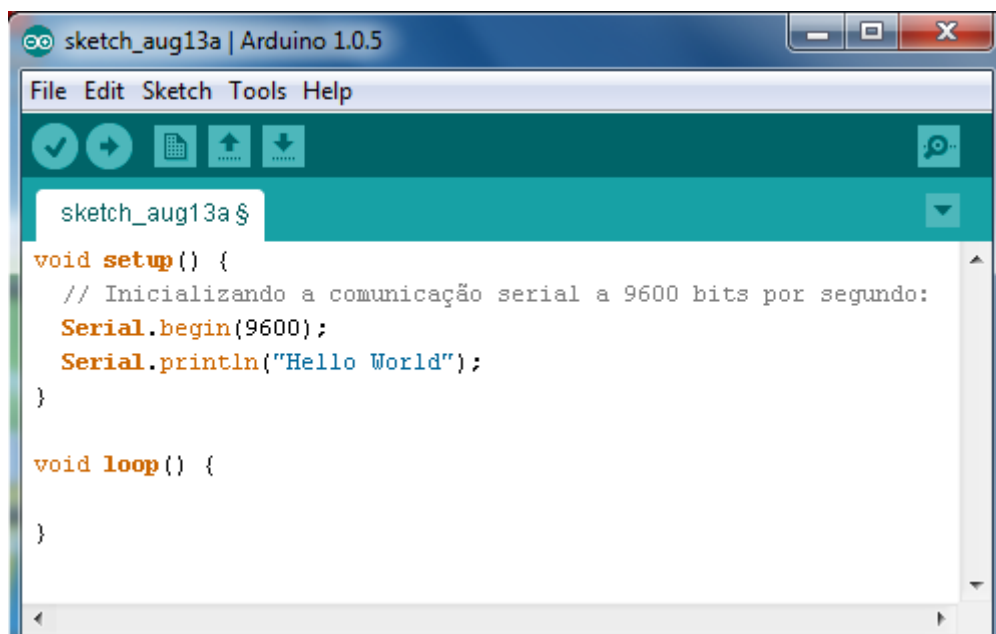 sketch_aug13a | Arduino 1.0.5
File Edit Sketch Tools Help
sketch_aug13a §
void setup() {
  // Inicializando a comunicação serial a 9600 bits por segundo:
  Serial.begin(9600);
  Serial.println("Hello World");
}
void loop() {
}